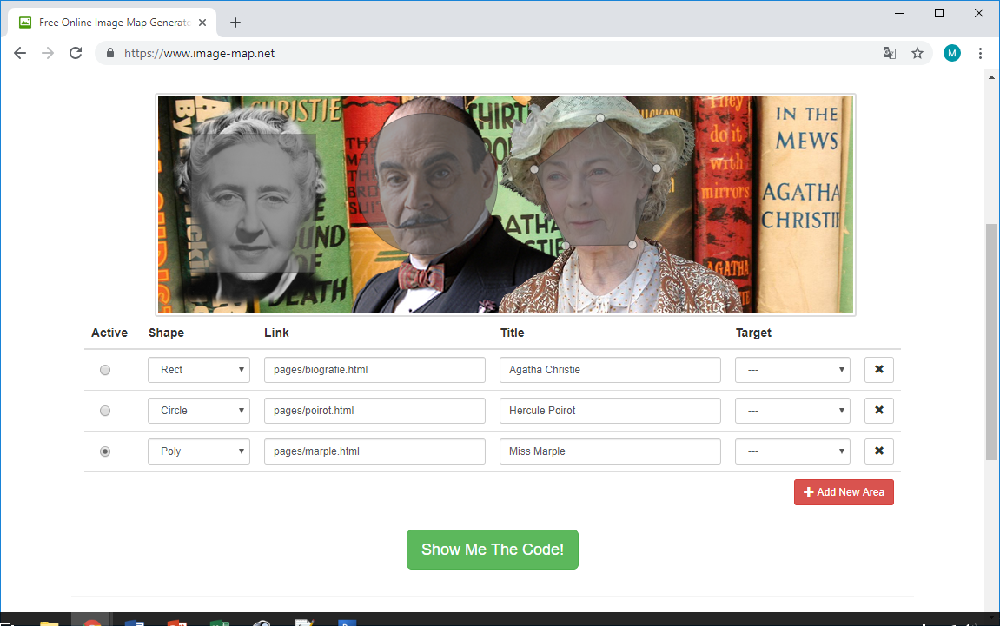 Free Online Image Map Generato
https://www.image-map.net
M
CHRISTIE
THIRT
They
do it
with
mirrors
AGATHA
IN THE
MEWS
AGATHA
CHRISTIE
DEATH
Active Shape Link Title Target
Rect pages/biografie.html Agatha Christie ---
Circle pages/poirot.html Hercule Poirot ---
Poly pages/marple.html Miss Marple ---
Add New Area
Show Me The Code!